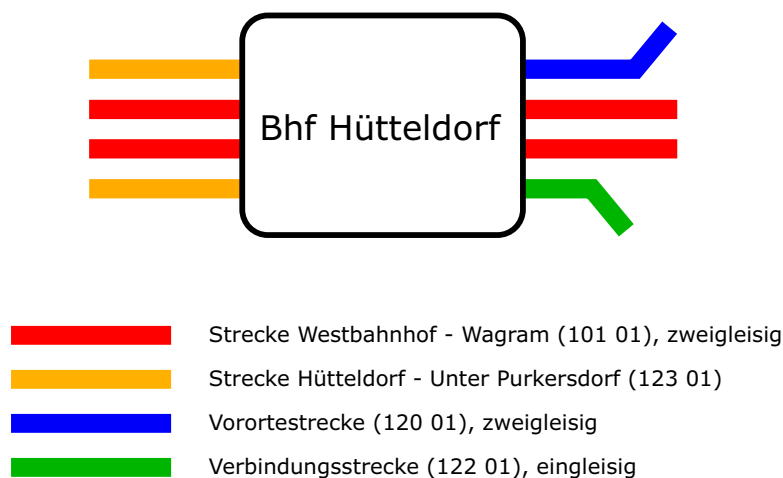 Bhf Hütteldorf
Strecke Westbahnhof - Wagram (101 01), zweigleisig
Strecke Hütteldorf - Unter Purkersdorf (123 01)
Vorortestrecke (120 01), zweigleisig
Verbindungsstrecke (122 01), eingleisig